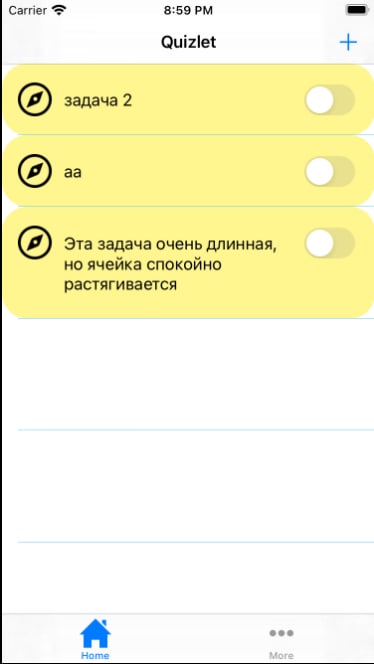 Carrier 8:59 PM
Quizlet
задача 2
аа
Эта задача очень длинная,
но ячейка спокойно
растягивается
Home More